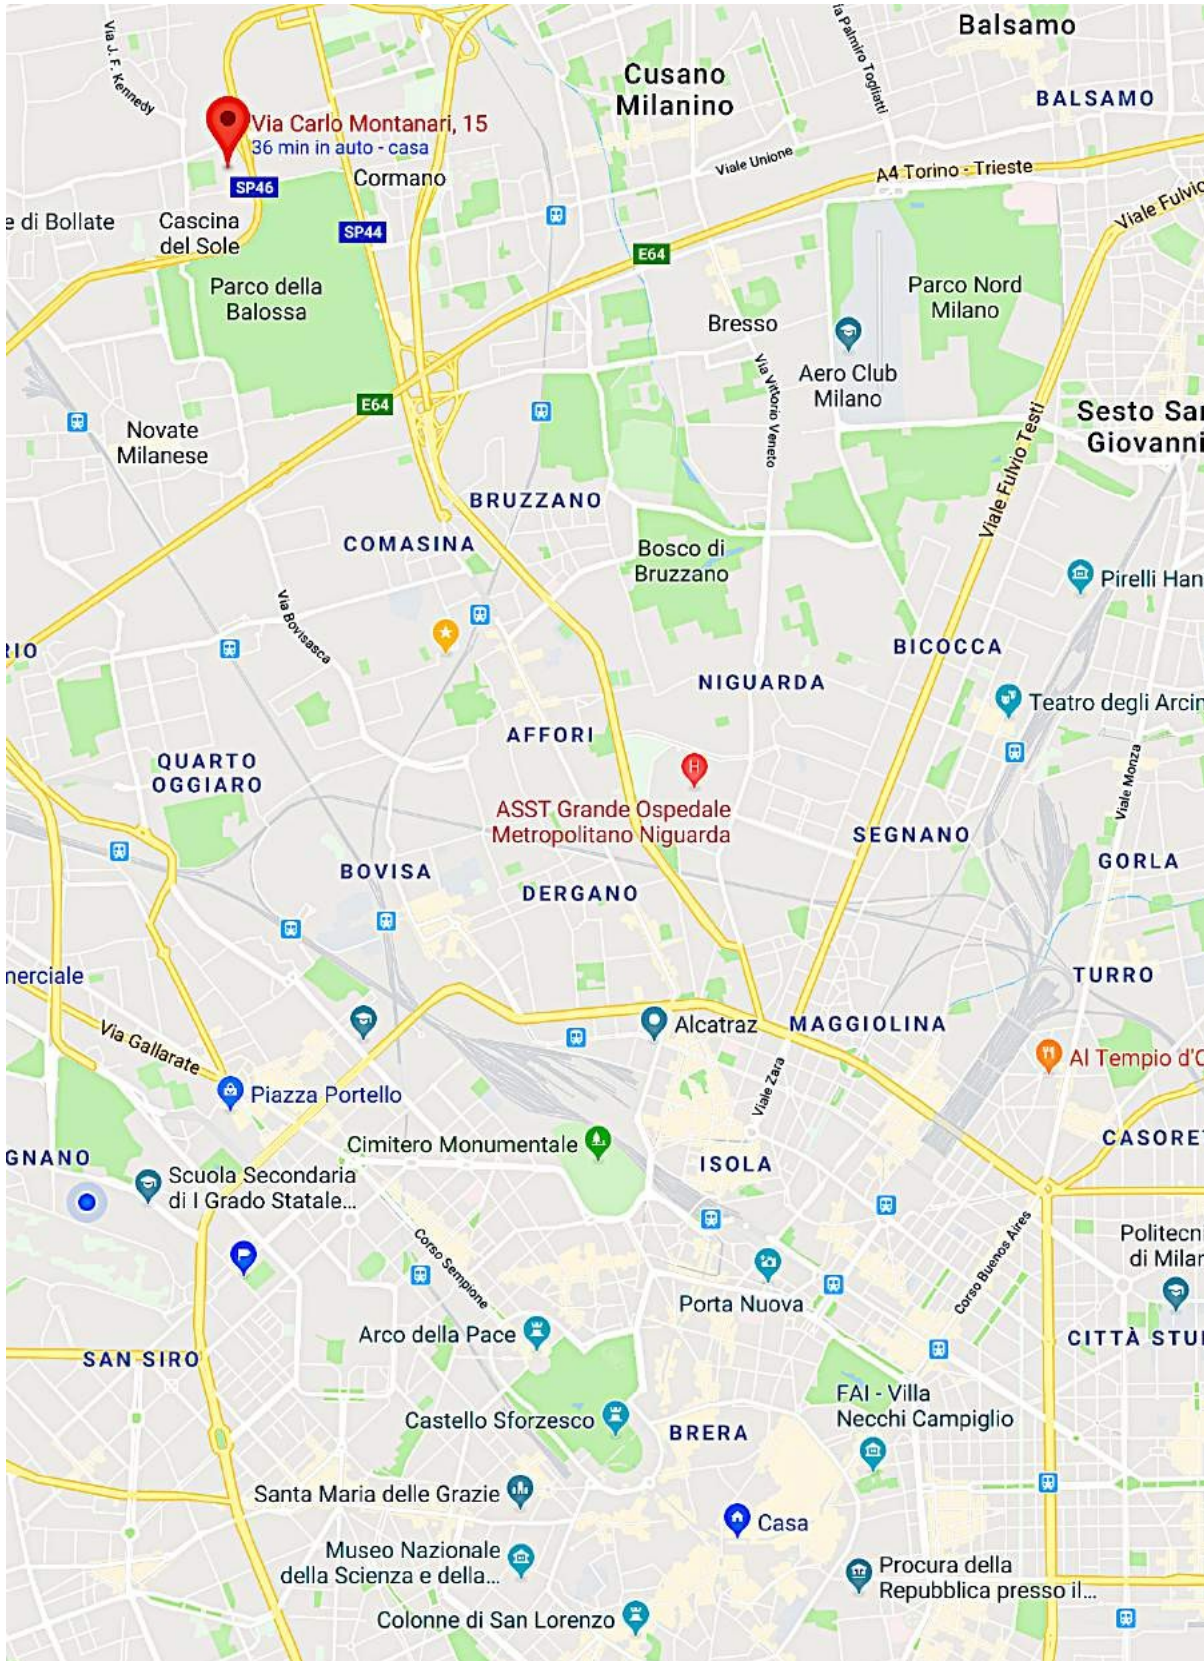 Balsamo
Via J. F. Kennedy
Via Palmiro Togliatti
Cusano
Milanino
BALSAMO
Via Carlo Montanari, 15
36 min in auto - casa
Viale Unione
A4 Torino - Trieste
Cormano
SP46
Viale Fulvio
e di Bollate
Cascina
del Sole
SP44
E64
Parco della
Balossa
Parco Nord
Milano
Bresso
Via Vittorio Veneto
Aero Club
Milano
E64
Sesto Sa
Giovanni
Novate
Milanese
Viale Fulvio Testi
BRUZZANO
COMASINA
Bosco di
Bruzzano
Pirelli Han
Via Bovisasca
RIO
BICOCCA
NIGUARDA
Teatro degli Arcim
AFFORI
QUARTO
OGGIARO
H
Viale Monza
ASST Grande Ospedale
Metropolitano Niguarda
SEGNANO
GORLA
BOVISA
DERGANO
merciale
TURRO
Via Gallarate
Alcatraz
MAGGIOLINA
Al Tempio d'O
Piazza Portello
Viale Zara
Cimitero Monumentale
CASORE
GNANO
ISOLA
Scuola Secondaria
di I Grado Statale...
Corso Sempione
Corso Buenos Aires
Politecni
di Milan
Porta Nuova
Arco della Pace
CITTÀ STU
SAN SIRO
FAI - Villa
Necchi Campiglio
Castello Sforzesco
BRERA
Santa Maria delle Grazie
Casa
Museo Nazionale
della Scienza e della...
Procura della
Repubblica presso il...
Colonne di San Lorenzo